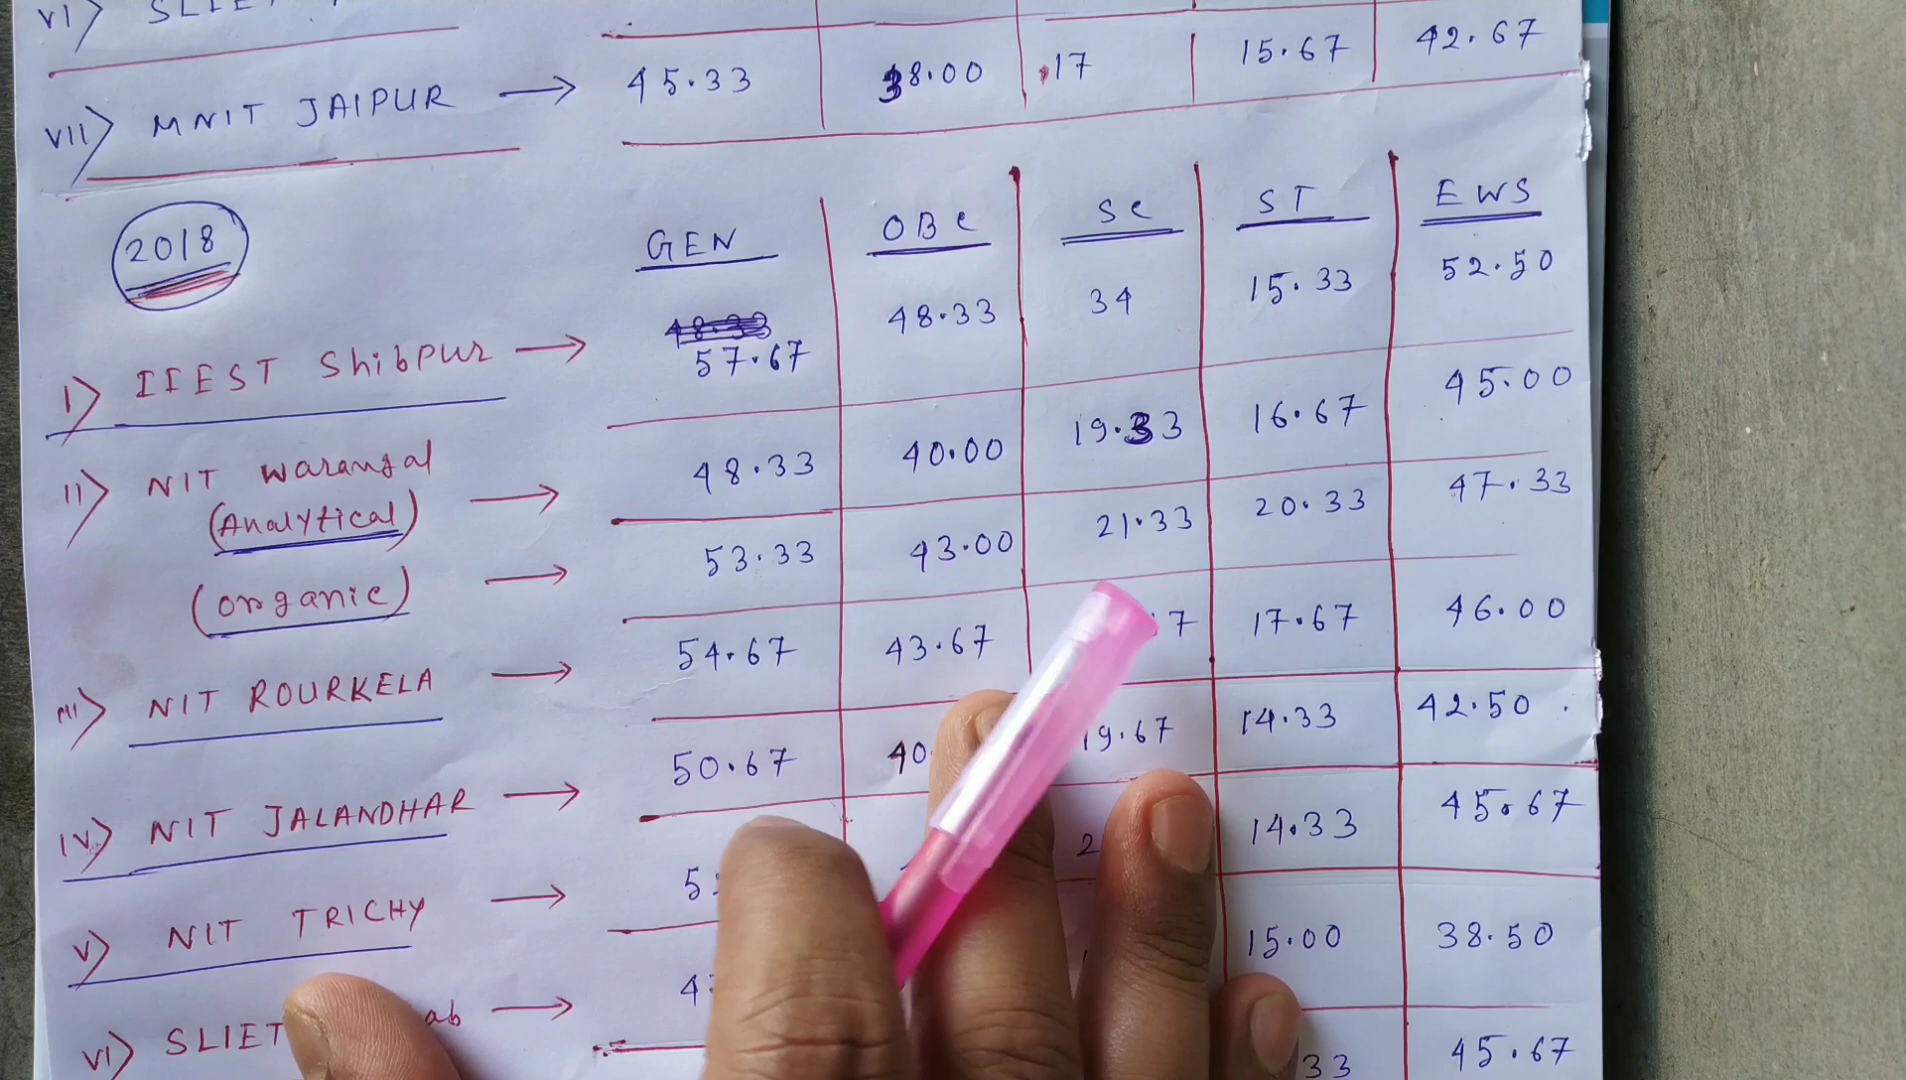 VI) SLIET
VII) MNIT JAIPUR → 45.33 38.00 17 15.67 42.67
2018
GEN OBC SC ST EWS
I) IIEST Shibpur → 48.33 57.67 48.33 34 15.33 52.50
II) NIT Warangal
(Analytical) → 48.33 40.00 19.33 16.67 45.00
(organic) → 53.33 43.00 21.33 20.33 47.33
III) NIT ROURKELA → 54.67 43.67 17.67 46.00
IV) NIT JALANDHAR → 50.67 40 19.67 14.33 42.50
V) NIT TRICHY → 14.33 45.67
VI) SLIET → 15.00 38.50
45.67